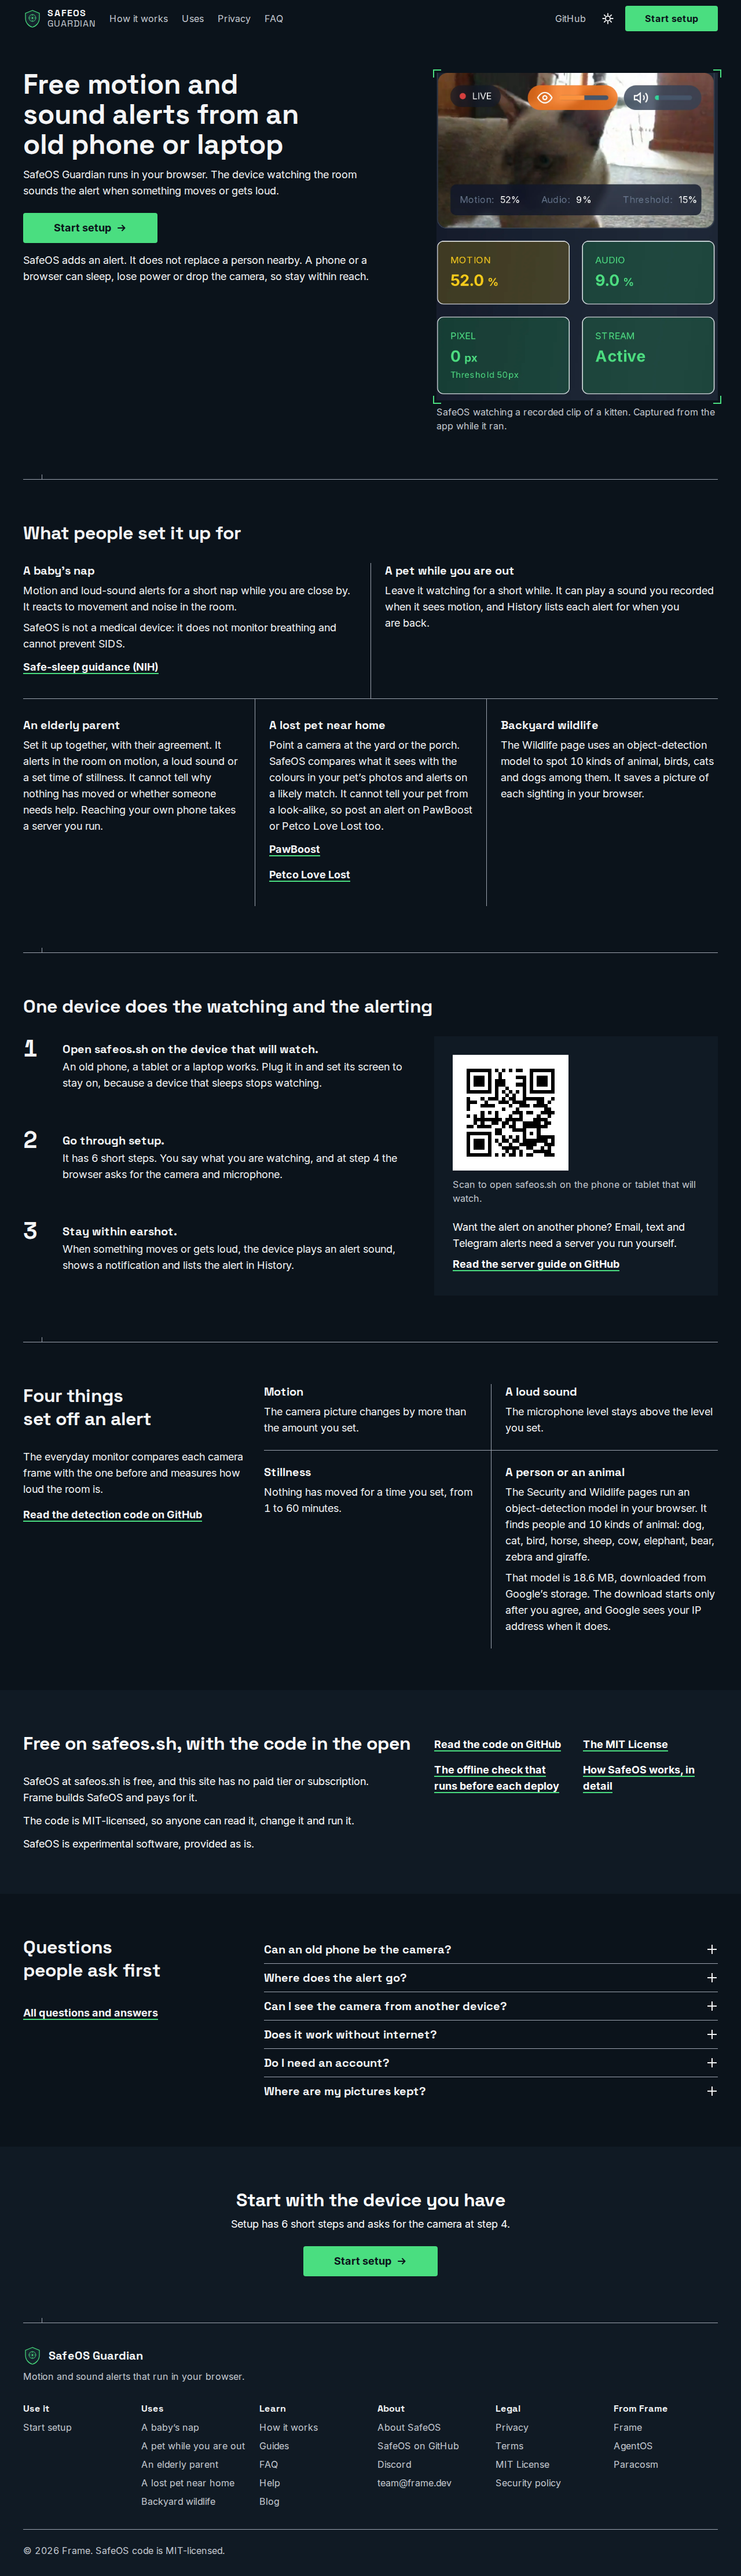 SAFEOS
GUARDIAN
How it works
Uses
Privacy
FAQ
GitHub
Start setup
Free motion and
sound alerts from an
old phone or laptop
SafeOS Guardian runs in your browser. The device watching the room
sounds the alert when something moves or gets loud.
Start setup →
SafeOS adds an alert. It does not replace a person nearby. A phone or a
browser can sleep, lose power or drop the camera, so stay within reach.
LIVE
Motion: 52% Audio: 9% Threshold: 15%
MOTION
52.0 %
AUDIO
9.0 %
PIXEL
0 px
Threshold 50px
STREAM
Active
SafeOS watching a recorded clip of a kitten. Captured from the
app while it ran.
What people set it up for
A baby’s nap
Motion and loud-sound alerts for a short nap while you are close by.
It reacts to movement and noise in the room.
SafeOS is not a medical device: it does not monitor breathing and
cannot prevent SIDS.
Safe-sleep guidance (NIH)
A pet while you are out
Leave it watching for a short while. It can play a sound you recorded
when it sees motion, and History lists each alert for when you
are back.
An elderly parent
Set it up together, with their agreement. It
alerts in the room on motion, a loud sound or
a set time of stillness. It cannot tell why
nothing has moved or whether someone
needs help. Reaching your own phone takes
a server you run.
A lost pet near home
Point a camera at the yard or the porch.
SafeOS compares what it sees with the
colours in your pet’s photos and alerts on
a likely match. It cannot tell your pet from
a look-alike, so post an alert on PawBoost
or Petco Love Lost too.
PawBoost
Petco Love Lost
Backyard wildlife
The Wildlife page uses an object-detection
model to spot 10 kinds of animal, birds, cats
and dogs among them. It saves a picture of
each sighting in your browser.
One device does the watching and the alerting
1
Open safeos.sh on the device that will watch.
An old phone, a tablet or a laptop works. Plug it in and set its screen to
stay on, because a device that sleeps stops watching.
2
Go through setup.
It has 6 short steps. You say what you are watching, and at step 4 the
browser asks for the camera and microphone.
3
Stay within earshot.
When something moves or gets loud, the device plays an alert sound,
shows a notification and lists the alert in History.
Scan to open safeos.sh on the phone or tablet that will
watch.
Want the alert on another phone? Email, text and
Telegram alerts need a server you run yourself.
Read the server guide on GitHub
Four things
set off an alert
The everyday monitor compares each camera
frame with the one before and measures how
loud the room is.
Read the detection code on GitHub
Motion
The camera picture changes by more than
the amount you set.
A loud sound
The microphone level stays above the level
you set.
Stillness
Nothing has moved for a time you set, from
1 to 60 minutes.
A person or an animal
The Security and Wildlife pages run an
object-detection model in your browser. It
finds people and 10 kinds of animal: dog,
cat, bird, horse, sheep, cow, elephant, bear,
zebra and giraffe.
That model is 18.6 MB, downloaded from
Google’s storage. The download starts only
after you agree, and Google sees your IP
address when it does.
Free on safeos.sh, with the code in the open
SafeOS at safeos.sh is free, and this site has no paid tier or subscription.
Frame builds SafeOS and pays for it.
The code is MIT-licensed, so anyone can read it, change it and run it.
SafeOS is experimental software, provided as is.
Read the code on GitHub
The MIT License
The offline check that
runs before each deploy
How SafeOS works, in
detail
Questions
people ask first
All questions and answers
Can an old phone be the camera?
Where does the alert go?
Can I see the camera from another device?
Does it work without internet?
Do I need an account?
Where are my pictures kept?
Start with the device you have
Setup has 6 short steps and asks for the camera at step 4.
Start setup →
SafeOS Guardian
Motion and sound alerts that run in your browser.
Use it
Start setup
Uses
A baby’s nap
A pet while you are out
An elderly parent
A lost pet near home
Backyard wildlife
Learn
How it works
Guides
FAQ
Help
Blog
About
About SafeOS
SafeOS on GitHub
Discord
team@frame.dev
Legal
Privacy
Terms
MIT License
Security policy
From Frame
Frame
AgentOS
Paracosm
© 2026 Frame. SafeOS code is MIT-licensed.